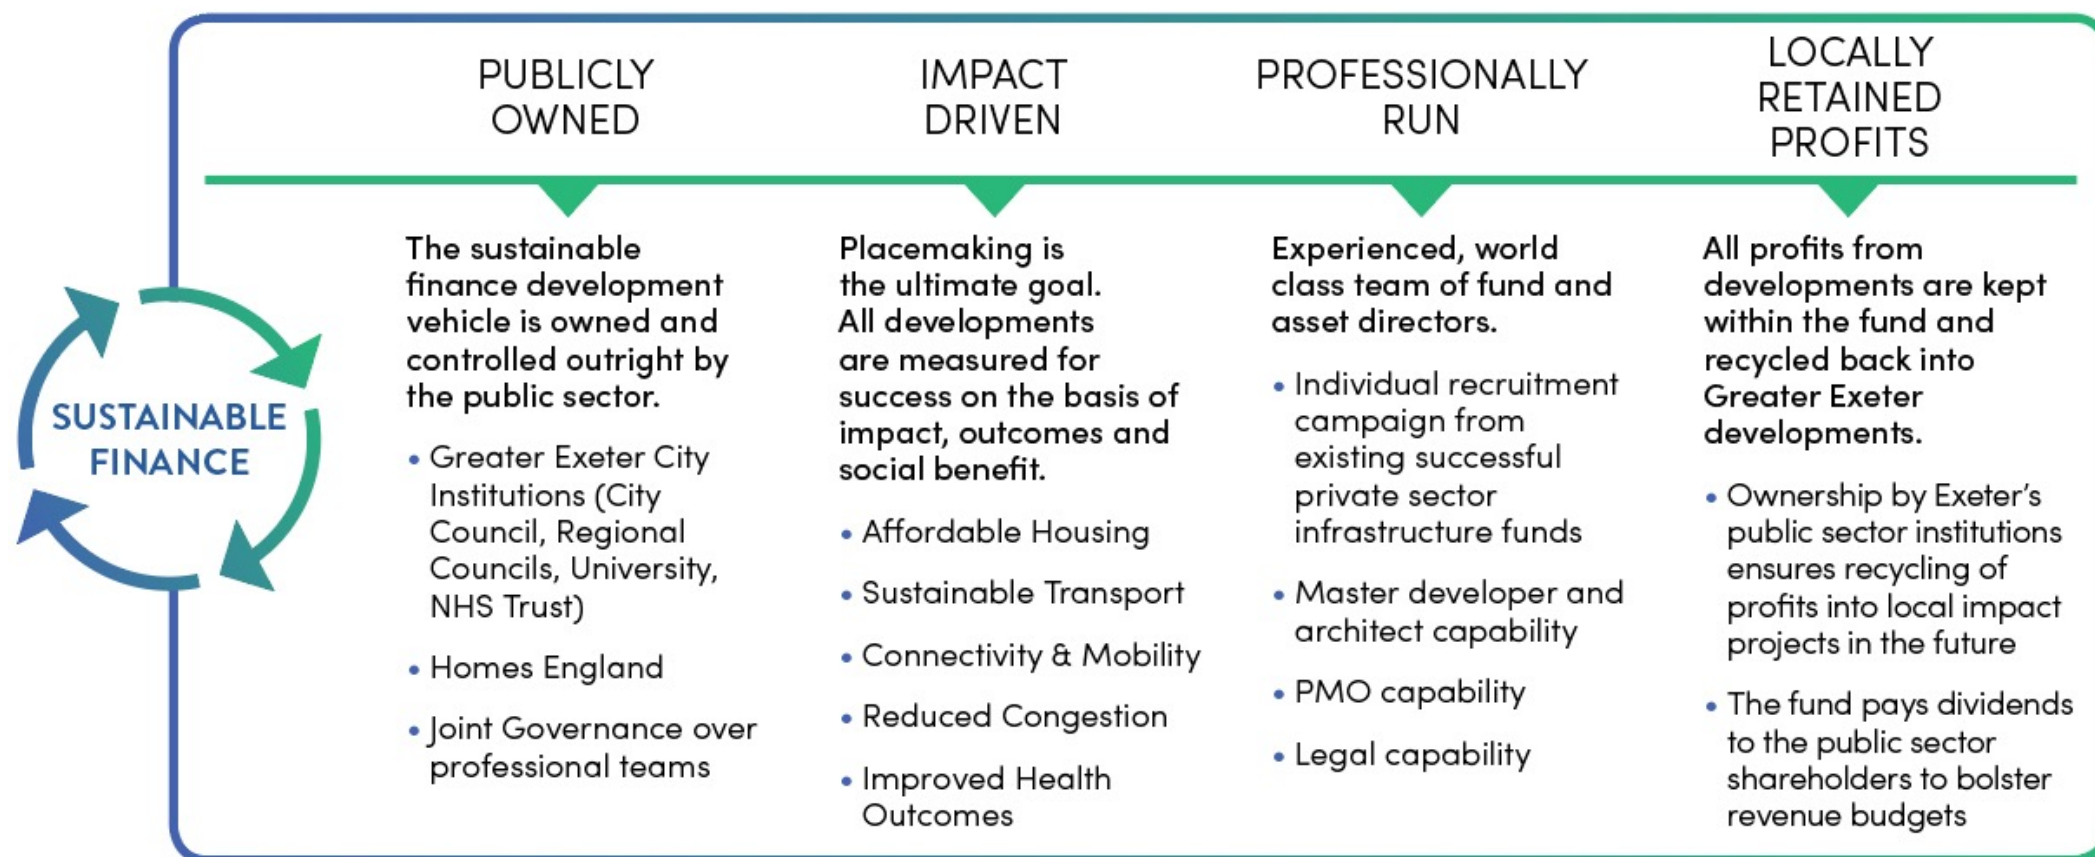 SUSTAINABLE
FINANCE
PUBLICLY
OWNED
The sustainable
finance development
vehicle is owned and
controlled outright by
the public sector.
• Greater Exeter City
Institutions (City
Council, Regional
Councils, University,
NHS Trust)
• Homes England
• Joint Governance over
professional teams
IMPACT
DRIVEN
Placemaking is
the ultimate goal.
All developments
are measured for
success on the basis of
impact, outcomes and
social benefit.
• Affordable Housing
• Sustainable Transport
• Connectivity & Mobility
• Reduced Congestion
• Improved Health
Outcomes
PROFESSIONALLY
RUN
Experienced, world
class team of fund and
asset directors.
• Individual recruitment
campaign from
existing successful
private sector
infrastructure funds
• Master developer and
architect capability
• PMO capability
• Legal capability
LOCALLY
RETAINED
PROFITS
All profits from
developments are kept
within the fund and
recycled back into
Greater Exeter
developments.
• Ownership by Exeter’s
public sector institutions
ensures recycling of
profits into local impact
projects in the future
• The fund pays dividends
to the public sector
shareholders to bolster
revenue budgets